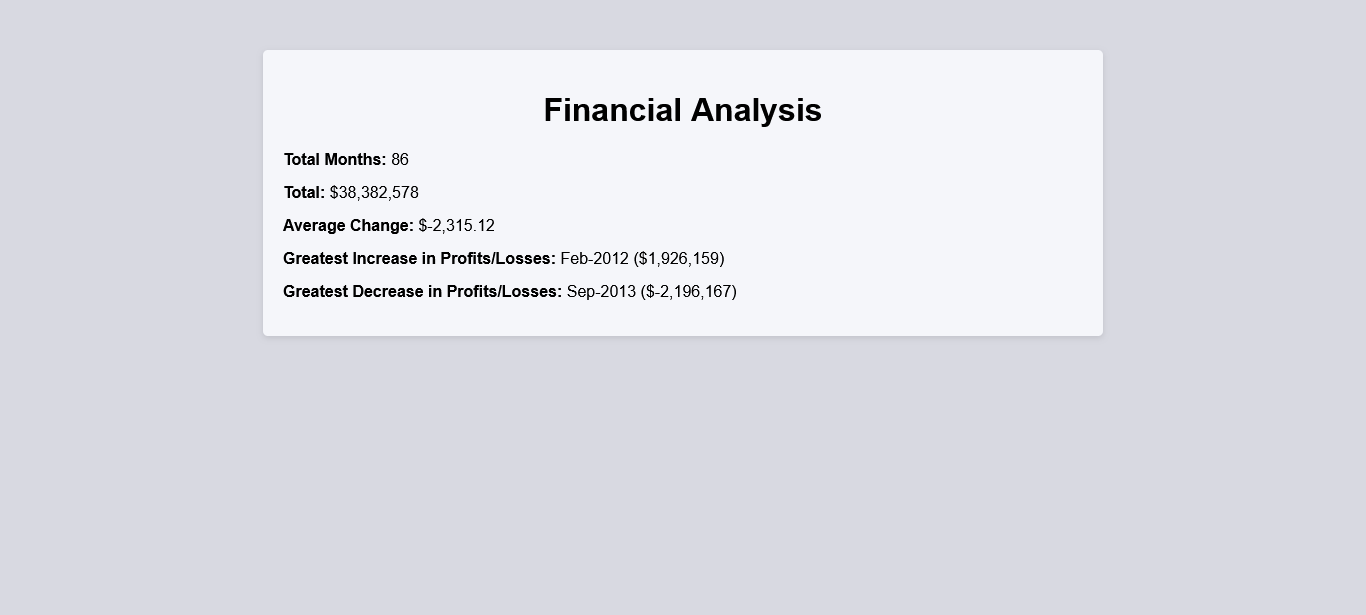 Financial Analysis
Total Months: 86
Total: $38,382,578
Average Change: $-2,315.12
Greatest Increase in Profits/Losses: Feb-2012 ($1,926,159)
Greatest Decrease in Profits/Losses: Sep-2013 ($-2,196,167)